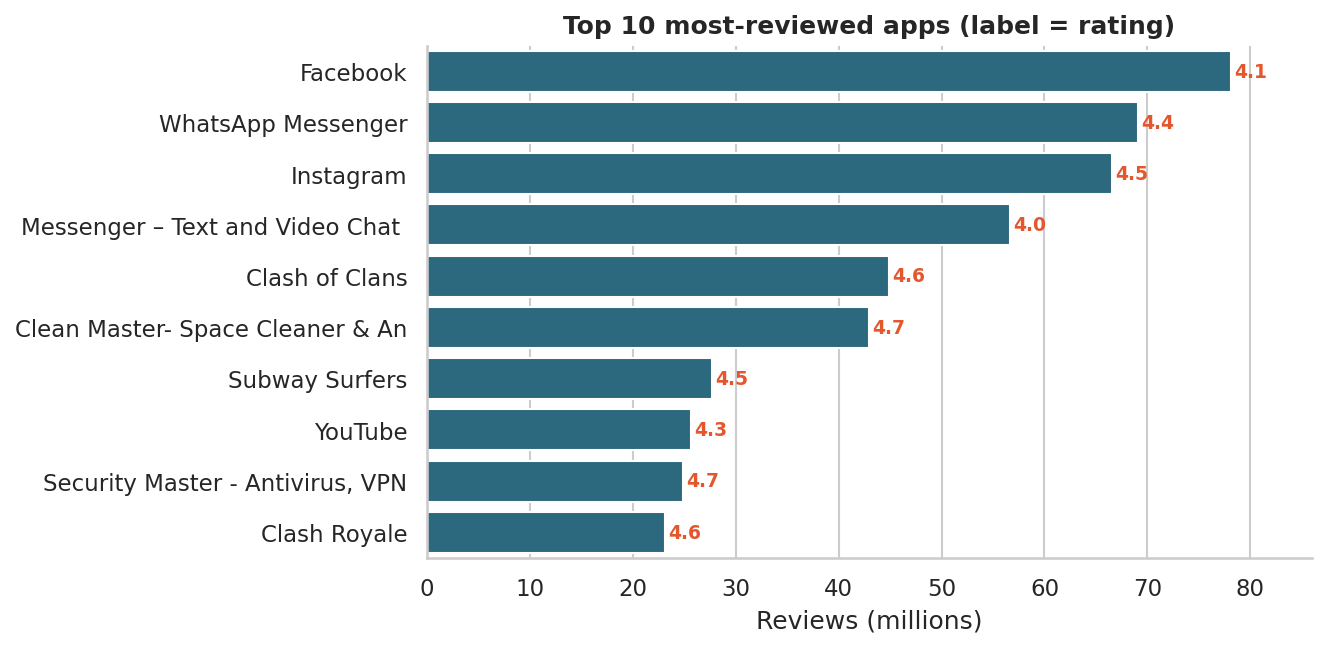 Top 10 most-reviewed apps (label = rating)
Facebook 4.1
WhatsApp Messenger 4.4
Instagram 4.5
Messenger – Text and Video Chat 4.0
Clash of Clans 4.6
Clean Master- Space Cleaner & An 4.7
Subway Surfers 4.5
YouTube 4.3
Security Master - Antivirus, VPN 4.7
Clash Royale 4.6
0 10 20 30 40 50 60 70 80
Reviews (millions)